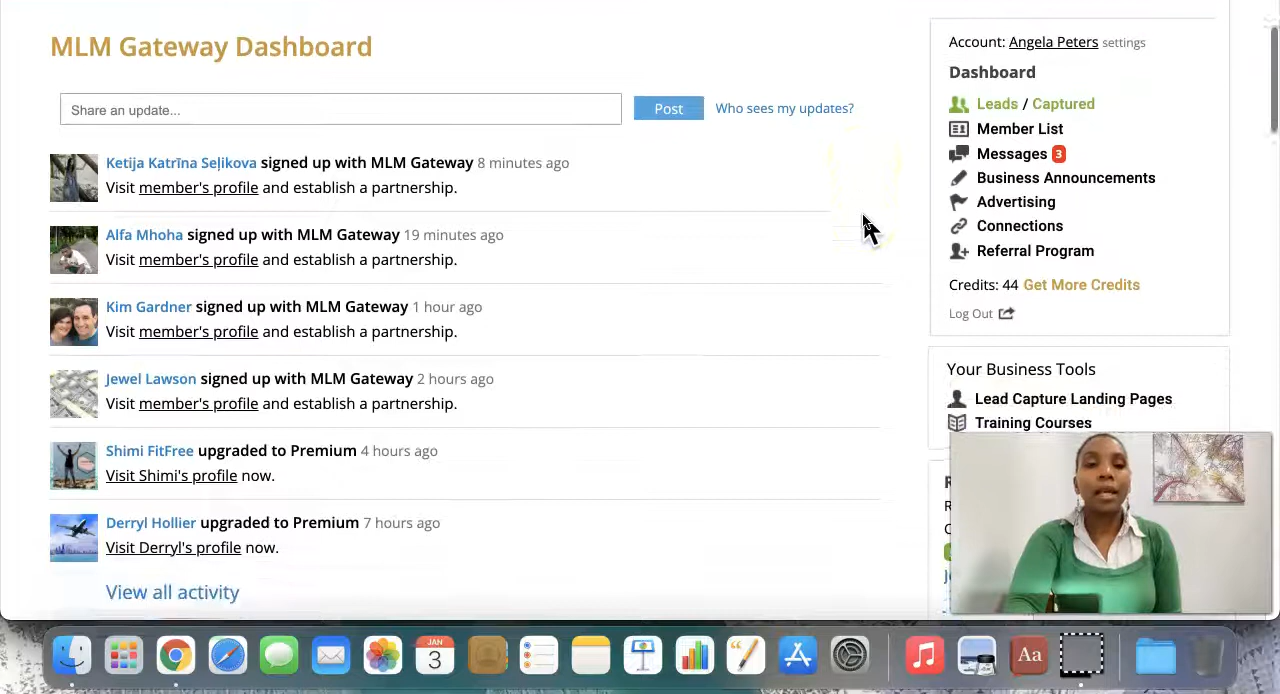 MLM Gateway Dashboard
Share an update...
Post
Who sees my updates?
Ketija Katrīna Seļikova signed up with MLM Gateway 8 minutes ago
Visit member's profile and establish a partnership.
Alfa Mhoha signed up with MLM Gateway 19 minutes ago
Visit member's profile and establish a partnership.
Kim Gardner signed up with MLM Gateway 1 hour ago
Visit member's profile and establish a partnership.
Jewel Lawson signed up with MLM Gateway 2 hours ago
Visit member's profile and establish a partnership.
Shimi FitFree upgraded to Premium 4 hours ago
Visit Shimi's profile now.
Derryl Hollier upgraded to Premium 7 hours ago
Visit Derryl's profile now.
View all activity
Account: Angela Peters settings
Dashboard
Leads / Captured
Member List
Messages 3
Business Announcements
Advertising
Connections
Referral Program
Credits: 44 Get More Credits
Log Out
Your Business Tools
Lead Capture Landing Pages
Training Courses
JAN
3
Aa